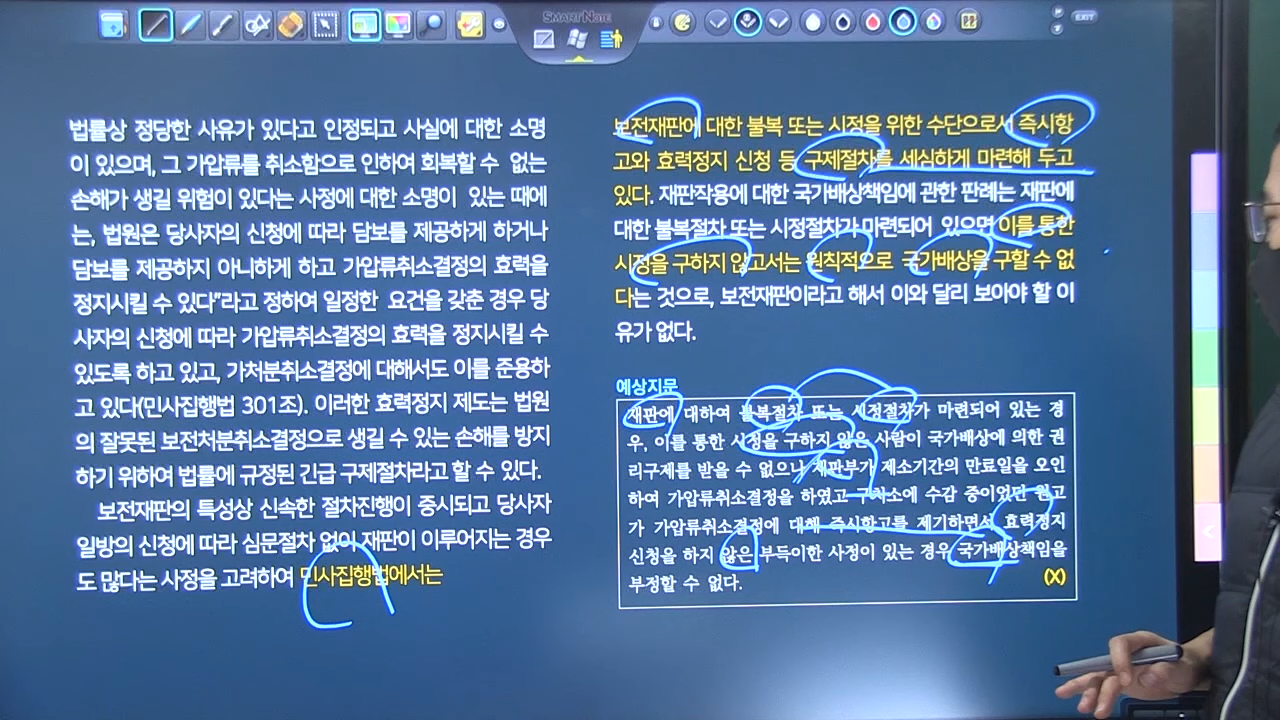 SMARTNOTE
EXIT
법률상 정당한 사유가 있다고 인정되고 사실에 대한 소명
이 있으며, 그 가압류를 취소함으로 인하여 회복할 수 없는
손해가 생길 위험이 있다는 사정에 대한 소명이 있는 때에
는, 법원은 당사자의 신청에 따라 담보를 제공하게 하거나
담보를 제공하지 아니하게 하고 가압류취소결정의 효력을
정지시킬 수 있다”라고 정하여 일정한 요건을 갖춘 경우 당
사자의 신청에 따라 가압류취소결정의 효력을 정지시킬 수
있도록 하고 있고, 가처분취소결정에 대해서도 이를 준용하
고 있다(민사집행법 301조). 이러한 효력정지 제도는 법원
의 잘못된 보전처분취소결정으로 생길 수 있는 손해를 방지
하기 위하여 법률에 규정된 긴급 구제절차라고 할 수 있다.
보전재판의 특성상 신속한 절차진행이 중시되고 당사자
일방의 신청에 따라 심문절차 없이 재판이 이루어지는 경우
도 많다는 사정을 고려하여 민사집행법에서는
보전재판에 대한 불복 또는 시정을 위한 수단으로서 즉시항
고와 효력정지 신청 등 구제절차를 세심하게 마련해 두고
있다. 재판작용에 대한 국가배상책임에 관한 판례는 재판에
대한 불복절차 또는 시정절차가 마련되어 있으면 이를 통한
시정을 구하지 않고서는 원칙적으로 국가배상을 구할 수 없
다는 것으로, 보전재판이라고 해서 이와 달리 보아야 할 이
유가 없다.
예상지문
재판에 대하여 불복절차 또는 시정절차가 마련되어 있는 경
우, 이를 통한 시정을 구하지 않은 사람이 국가배상에 의한 권
리구제를 받을 수 없으나 재판부가 제소기간의 만료일을 오인
하여 가압류취소결정을 하였고 구치소에 수감 중이었던 원고
가 가압류취소결정에 대해 즉시항고를 제기하면서 효력정지
신청을 하지 않은 부득이한 사정이 있는 경우 국가배상책임을
부정할 수 없다. (X)